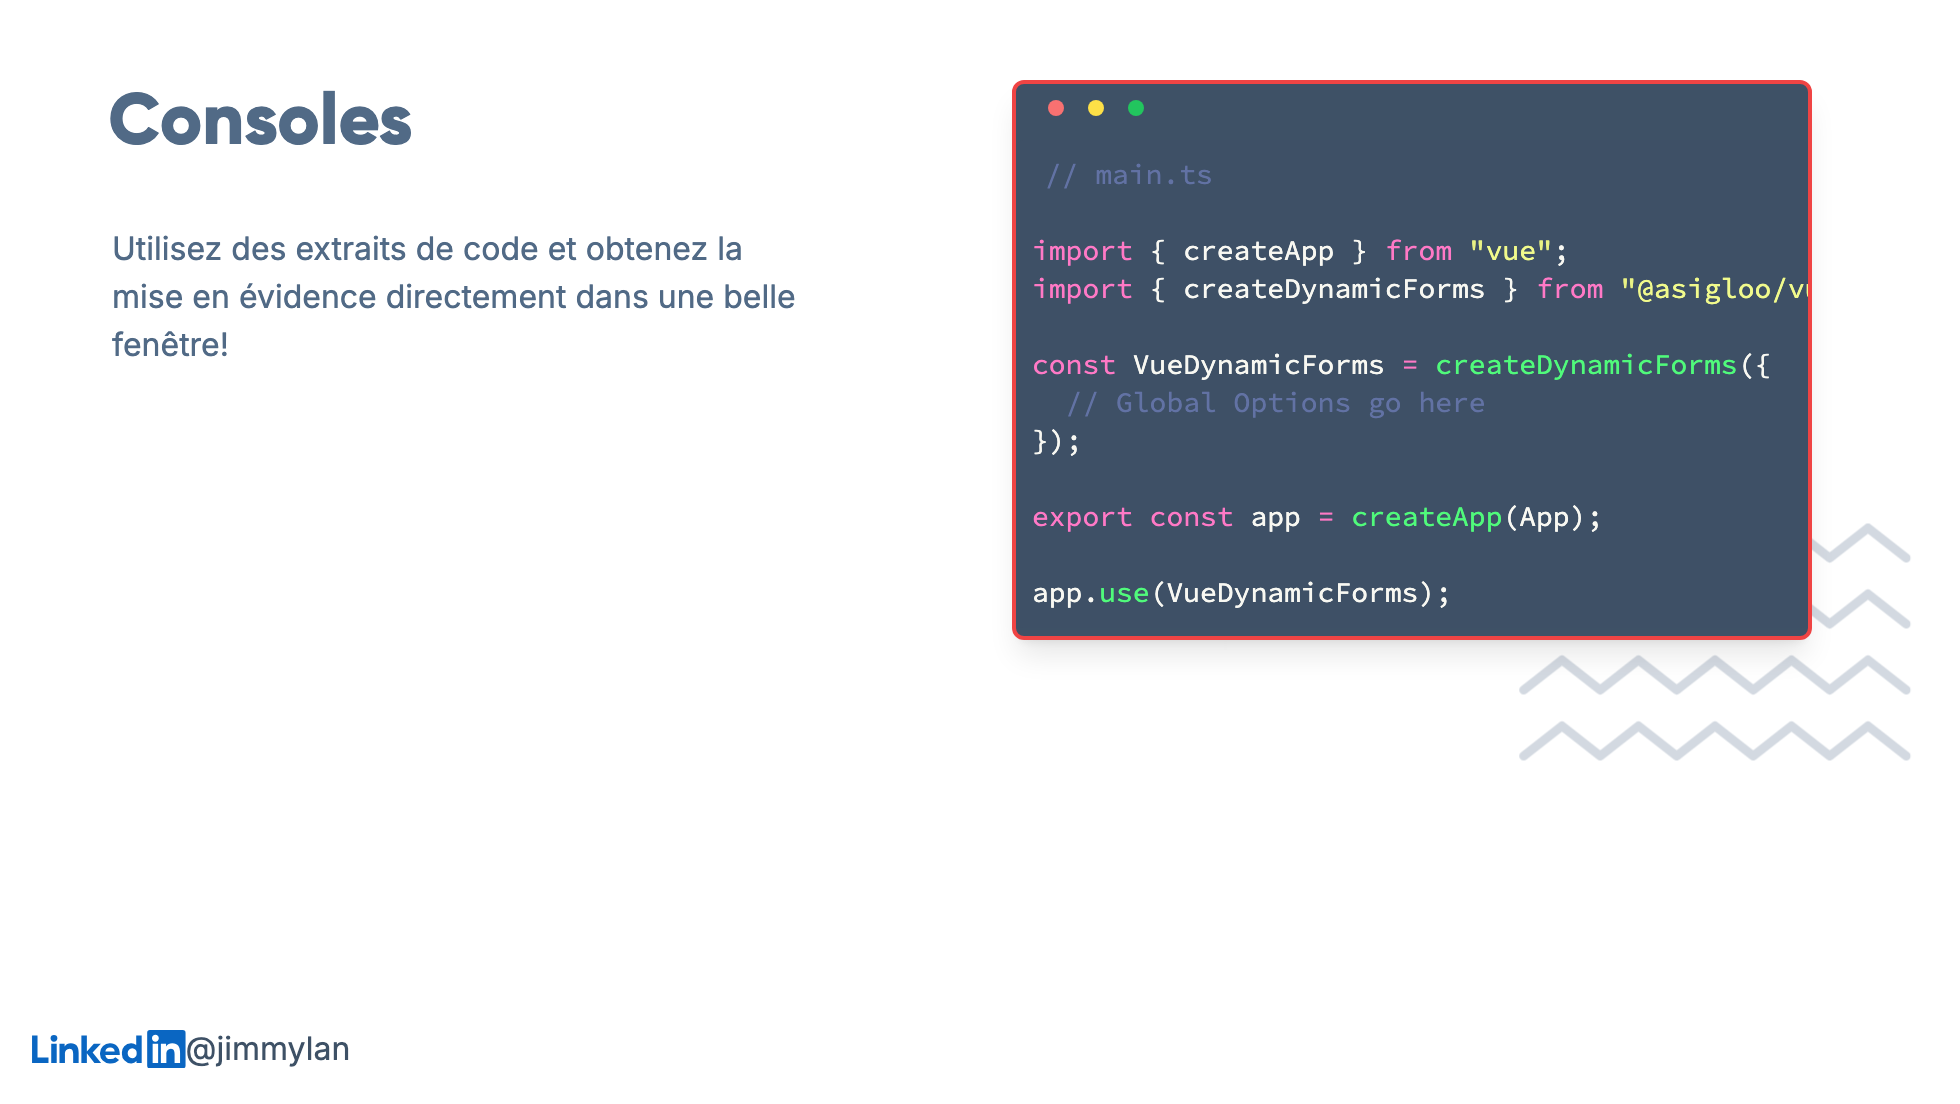 Consoles
Utilisez des extraits de code et obtenez la
mise en évidence directement dans une belle
fenêtre!
// main.ts
import { createApp } from "vue";
import { createDynamicForms } from "@asigloo/vu
const VueDynamicForms = createDynamicForms({
  // Global Options go here
});
export const app = createApp(App);
app.use(VueDynamicForms);
Linkedin@jimmylan